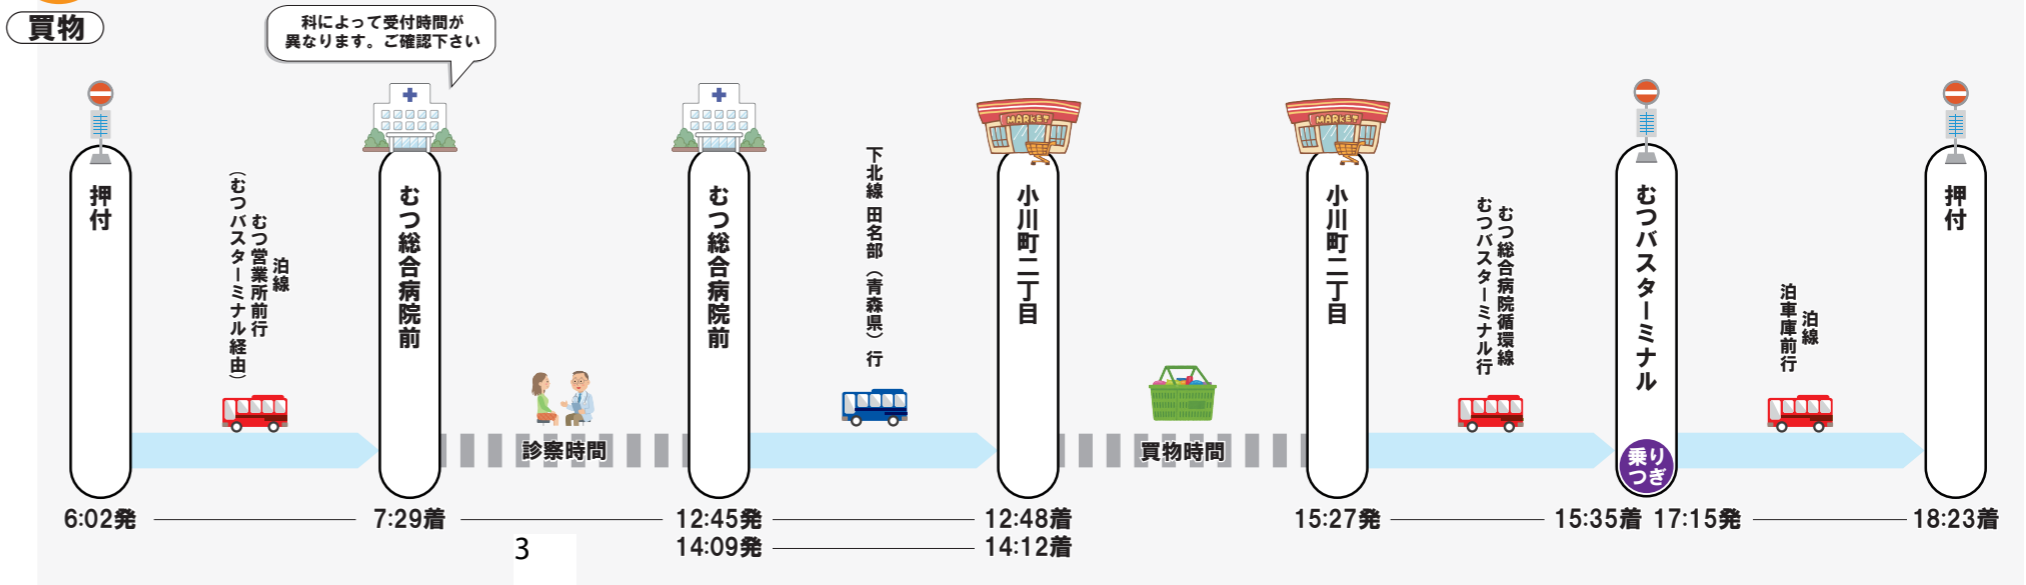 買物
科によって受付時間が
異なります。ご確認下さい
押付
泊線
むつ営業所前行
(むつバスターミナル経由)
むつ総合病院前
診察時間
むつ総合病院前
下北線 田名部(青森県)行
MARKET
小川町二丁目
買物時間
MARKET
小川町二丁目
むつ総合病院循環線
むつバスターミナル行
むつバスターミナル
乗り
つぎ
泊線
泊車庫前行
押付
6:02発
7:29着
12:45発
12:48着
15:27発
15:35着 17:15発
18:23着
14:09発
14:12着
3